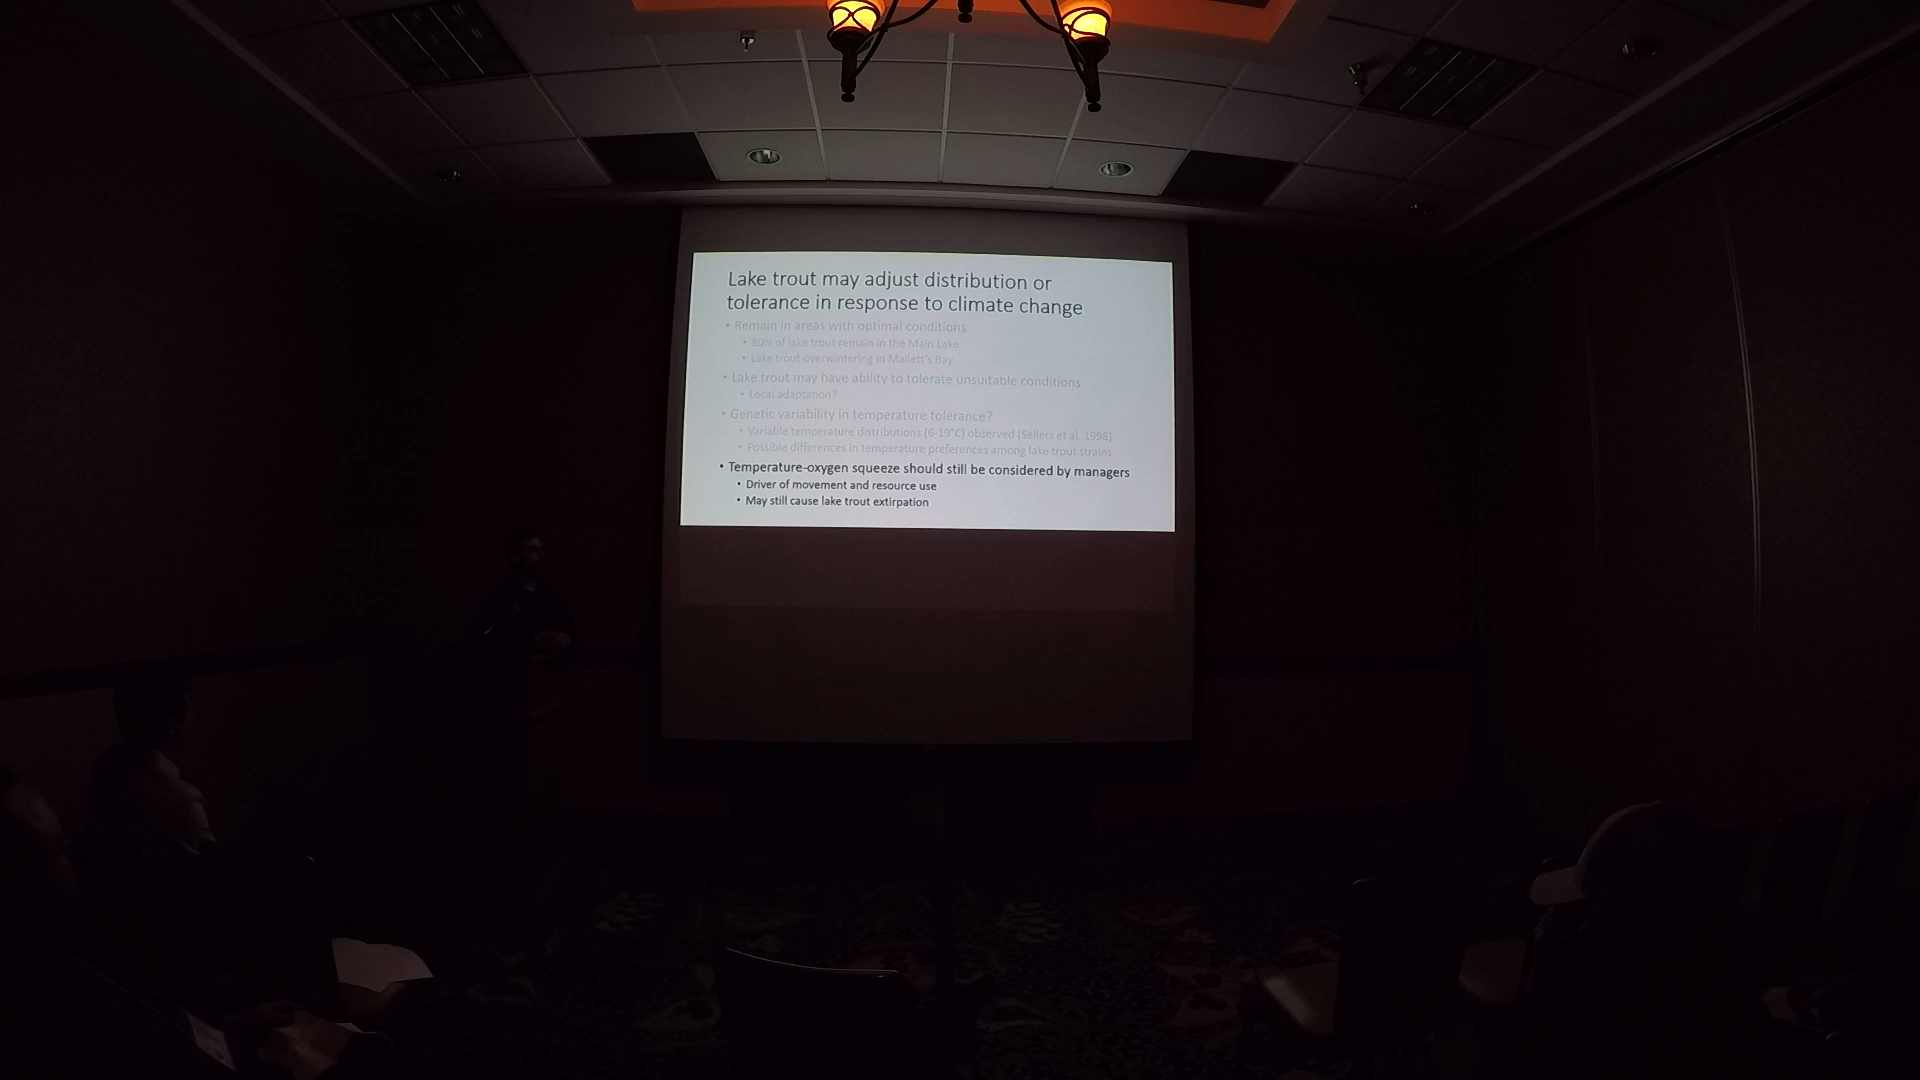 Lake trout may adjust distribution or
tolerance in response to climate change
• Remain in areas with optimal conditions
• 80% of lake trout remain in the Main Lake
• Lake trout overwintering in Mallett's Bay
• Lake trout may have ability to tolerate unsuitable conditions
• Local adaptation?
• Genetic variability in temperature tolerance?
• Variable temperature distributions (6-19°C) observed (Sellers et al. 1998)
• Possible differences in temperature preferences among lake trout strains
• Temperature-oxygen squeeze should still be considered by managers
• Driver of movement and resource use
• May still cause lake trout extirpation